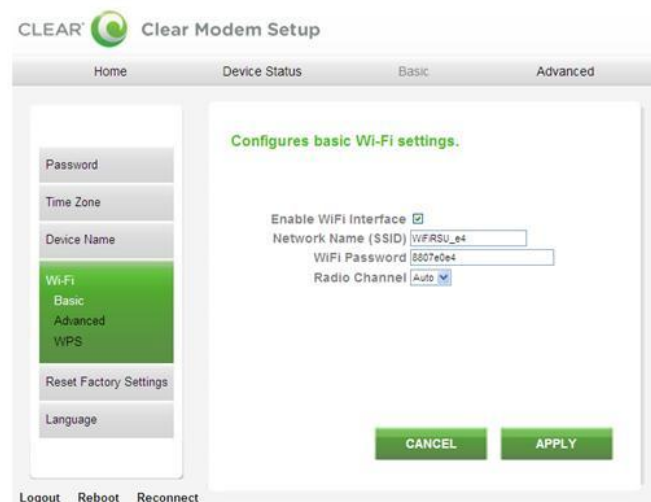 CLEAR Clear Modem Setup
Home Device Status Basic Advanced
Configures basic Wi-Fi settings.
Password
Time Zone
Device Name
Wi-Fi
Basic
Advanced
WPS
Reset Factory Settings
Language
Enable WiFi Interface
Network Name (SSID) WiFiRSU_e4
WiFi Password 8807e0e4
Radio Channel Auto
CANCEL APPLY
Logout Reboot Reconnect